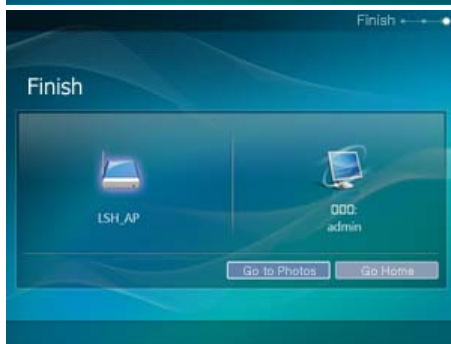 Finish
Finish
LSH_AP
□□□:
admin
Go to Photos
Go Home